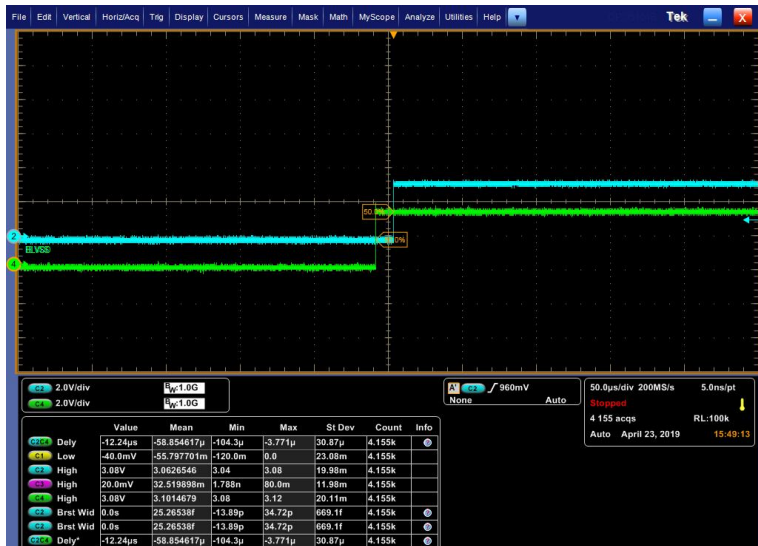 File Edit Vertical Horiz/Acq Trig Display Cursors Measure Mask Math MyScope Analyze Utilities Help Tek X
50.0%
2
ELVSS
4
C2 2.0V/div BW:1.0G
C4 2.0V/div BW:1.0G
A' C2 960mV
None Auto
50.0μs/div 200MS/s 5.0ns/pt
Stopped
4 155 acqs RL:100k
Auto April 23, 2019 15:49:13
Value Mean Min Max St Dev Count Info
C2C4 Dely -12.24μs -58.854617μ -104.3μ -3.771μ 30.87μ 4.155k
C1 Low -40.0mV -55.797701m -120.0m 0.0 23.08m 4.155k
C2 High 3.08V 3.0626546 3.04 3.08 19.98m 4.155k
C3 High 20.0mV 32.519898m 1.788n 80.0m 11.98m 4.155k
C4 High 3.08V 3.1014679 3.08 3.12 20.11m 4.155k
C2 Brst Wid 0.0s 25.26538f -13.89p 34.72p 669.1f 4.155k
C2 Brst Wid 0.0s 25.26538f -13.89p 34.72p 669.1f 4.155k
C2C4 Dely* -12.24μs -58.854617μ -104.3μ -3.771μ 30.87μ 4.155k